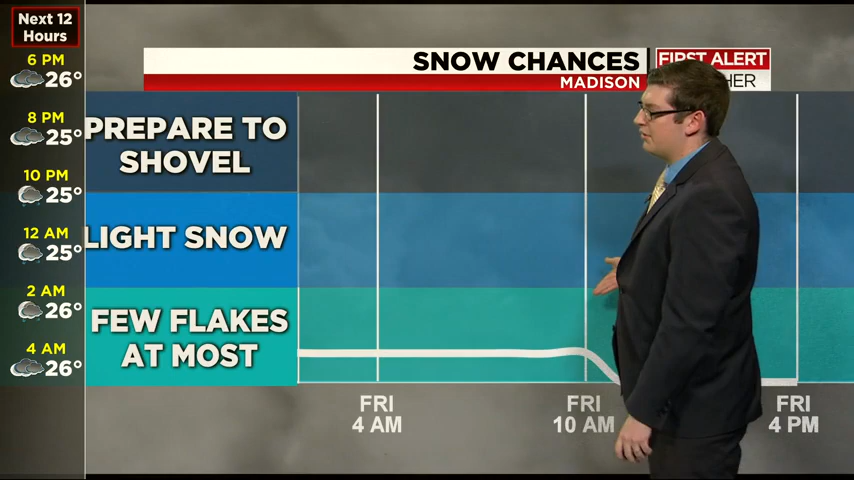 Next 12
Hours
6 PM
26°
8 PM
25°
10 PM
25°
12 AM
25°
2 AM
26°
4 AM
26°
SNOW CHANCES
MADISON
FIRST ALERT
HER
PREPARE TO
SHOVEL
LIGHT SNOW
FEW FLAKES
AT MOST
FRI
4 AM
FRI
10 AM
FRI
4 PM